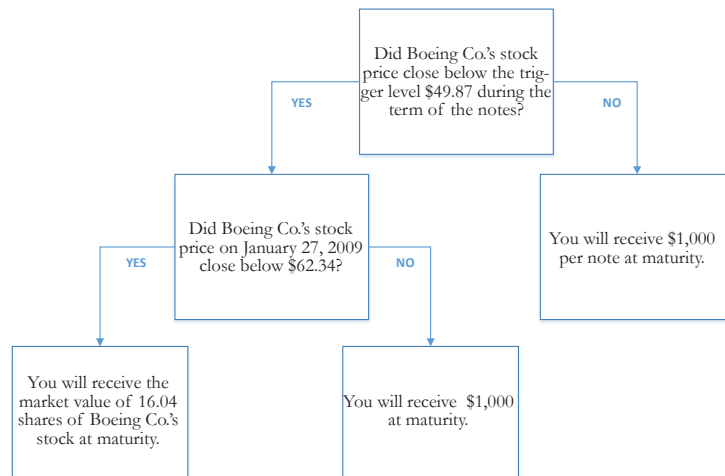 Did Boeing Co.'s stock
price close below the trig-
ger level $49.87 during the
term of the notes?
YES
NO
Did Boeing Co.'s stock
price on January 27, 2009
close below $62.34?
You will receive $1,000
per note at maturity.
YES
NO
You will receive the
market value of 16.04
shares of Boeing Co.'s
stock at maturity.
You will receive $1,000
at maturity.